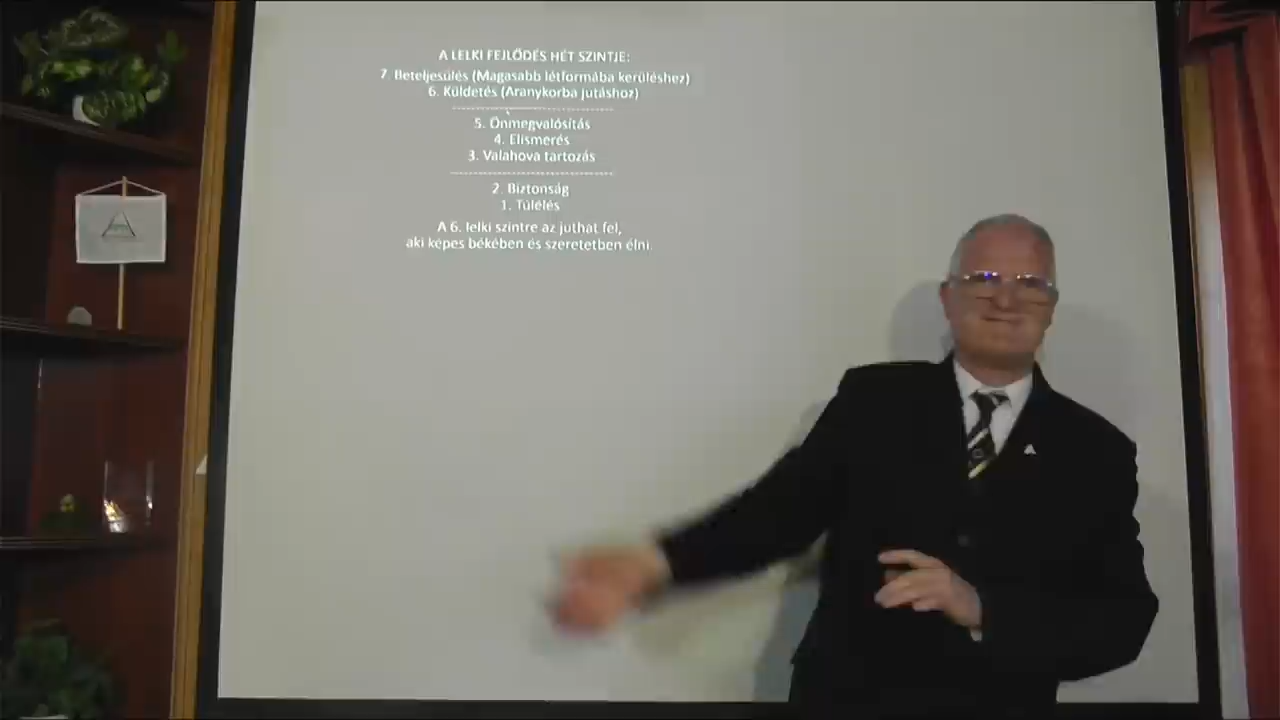 A LELKI FEJLŐDÉS HÉT SZINTJE:
7. Beteljesülés (Magasabb létformába kerüléshez)
6. Küldetés (Aranykorba jutáshoz)
5. Önmegvalósítás
4. Elismerés
3. Valahova tartozás
2. Biztonság
1. Túlélés
A 6. lelki szintre az juthat fel,
aki képes békében és szeretetben élni.